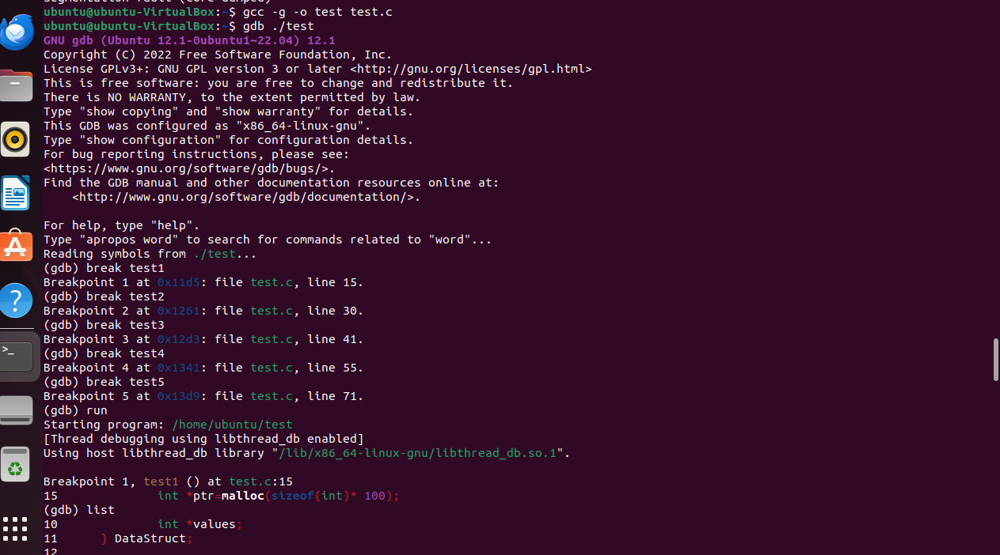 Segmentation fault (core dumped)
ubuntu@ubuntu-VirtualBox:~$ gcc -g -o test test.c
ubuntu@ubuntu-VirtualBox:~$ gdb ./test
GNU gdb (Ubuntu 12.1-0ubuntu1~22.04) 12.1
Copyright (C) 2022 Free Software Foundation, Inc.
License GPLv3+: GNU GPL version 3 or later <http://gnu.org/licenses/gpl.html>
This is free software: you are free to change and redistribute it.
There is NO WARRANTY, to the extent permitted by law.
Type "show copying" and "show warranty" for details.
This GDB was configured as "x86_64-linux-gnu".
Type "show configuration" for configuration details.
For bug reporting instructions, please see:
<https://www.gnu.org/software/gdb/bugs/>.
Find the GDB manual and other documentation resources online at:
    <http://www.gnu.org/software/gdb/documentation/>.

For help, type "help".
Type "apropos word" to search for commands related to "word"...
Reading symbols from ./test...
(gdb) break test1
Breakpoint 1 at 0x11d5: file test.c, line 15.
(gdb) break test2
Breakpoint 2 at 0x1261: file test.c, line 30.
(gdb) break test3
Breakpoint 3 at 0x12d3: file test.c, line 41.
(gdb) break test4
Breakpoint 4 at 0x1341: file test.c, line 55.
(gdb) break test5
Breakpoint 5 at 0x13d9: file test.c, line 71.
(gdb) run
Starting program: /home/ubuntu/test
[Thread debugging using libthread_db enabled]
Using host libthread_db library "/lib/x86_64-linux-gnu/libthread_db.so.1".

Breakpoint 1, test1 () at test.c:15
15              int *ptr=malloc(sizeof(int)* 100);
(gdb) list
10              int *values;
11      } DataStruct;
12